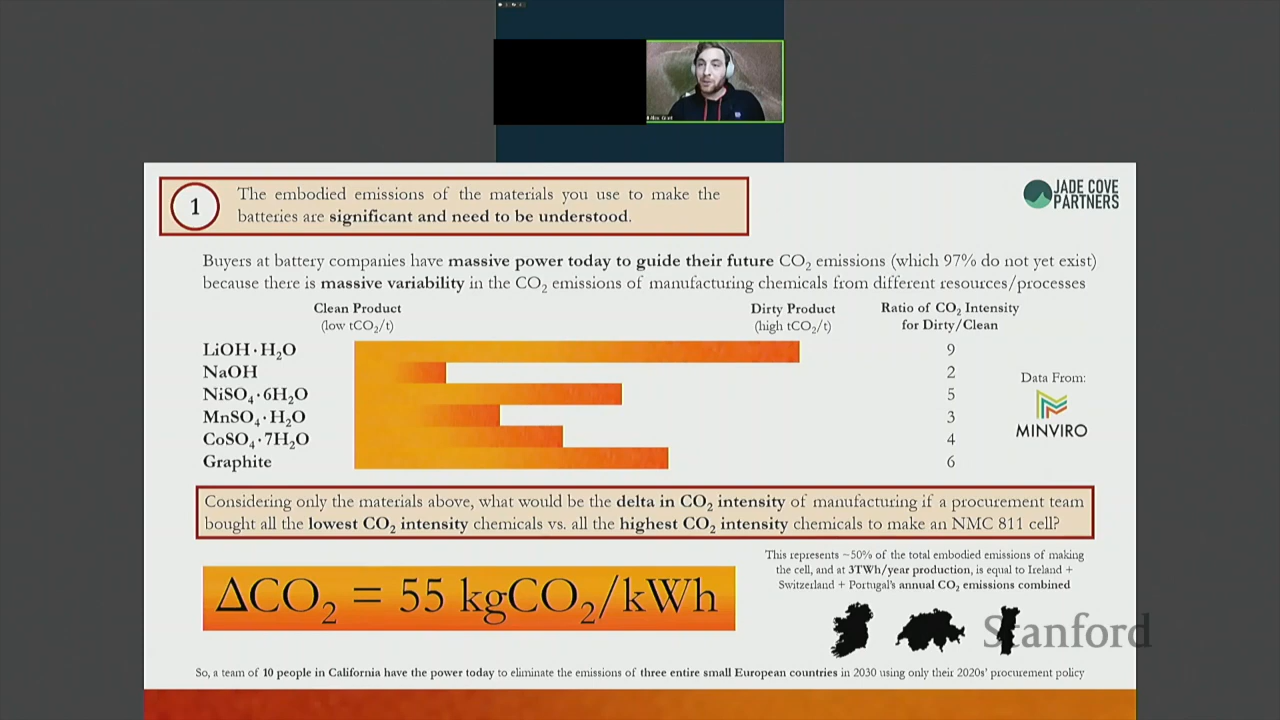 1
The embodied emissions of the materials you use to make the
batteries are significant and need to be understood.
JADE COVE
PARTNERS
Buyers at battery companies have massive power today to guide their future CO₂ emissions (which 97% do not yet exist)
because there is massive variability in the CO₂ emissions of manufacturing chemicals from different resources/processes
Clean Product
(low tCO₂/t)
Dirty Product
(high tCO₂/t)
Ratio of CO₂ Intensity
for Dirty/Clean
LiOH·H₂O 9
NaOH 2
NiSO₄·6H₂O 5
MnSO₄·H₂O 3
CoSO₄·7H₂O 4
Graphite 6
Data From:
MINVIRO
Considering only the materials above, what would be the delta in CO₂ intensity of manufacturing if a procurement team
bought all the lowest CO₂ intensity chemicals vs. all the highest CO₂ intensity chemicals to make an NMC 811 cell?
ΔCO₂ = 55 kgCO₂/kWh
This represents ~50% of the total embodied emissions of making
the cell, and at 3TWh/year production, is equal to Ireland +
Switzerland + Portugal's annual CO₂ emissions combined
Stanford
So, a team of 10 people in California have the power today to eliminate the emissions of three entire small European countries in 2030 using only their 2020s' procurement policy